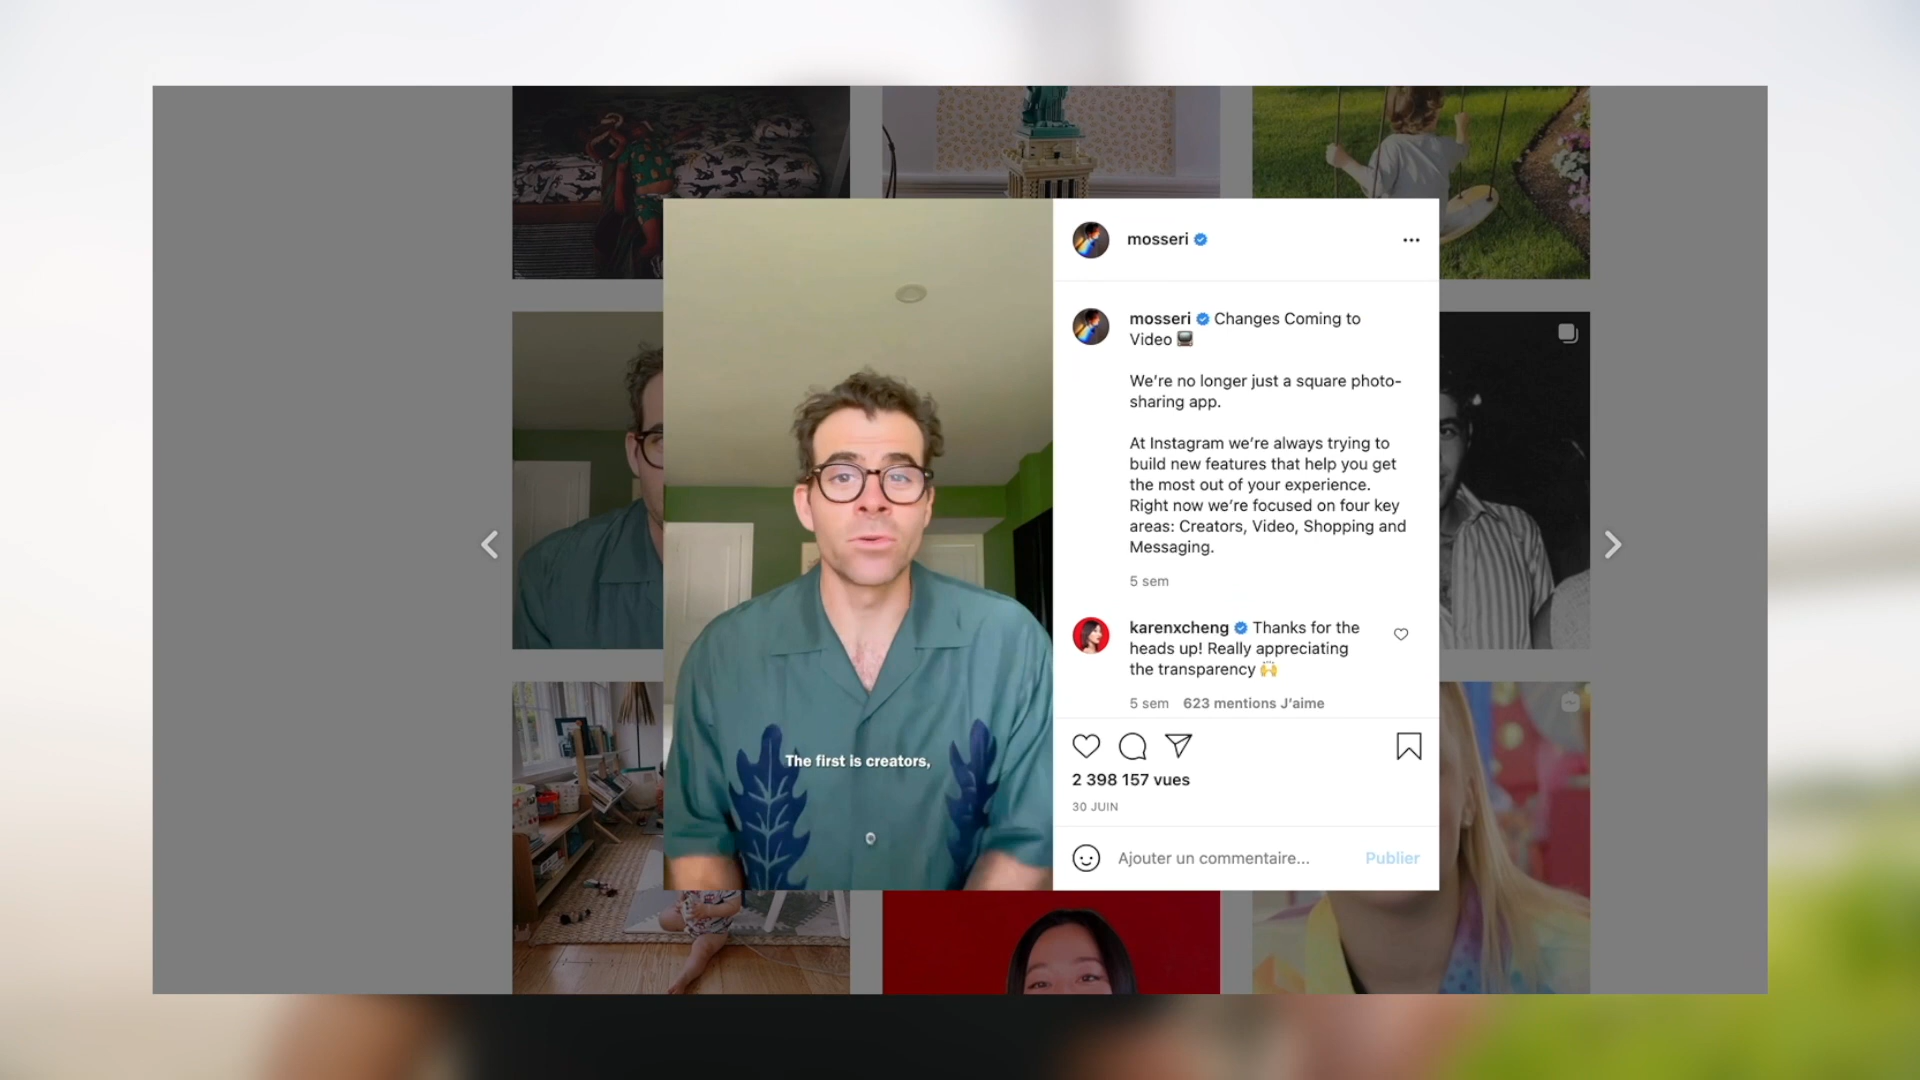 mosseri
mosseri Changes Coming to
Video 📺
We’re no longer just a square photo-
sharing app.
At Instagram we’re always trying to
build new features that help you get
the most out of your experience.
Right now we’re focused on four key
areas: Creators, Video, Shopping and
Messaging.
5 sem
karenxcheng Thanks for the
heads up! Really appreciating
the transparency 🙌
5 sem 623 mentions J’aime
The first is creators,
2 398 157 vues
30 JUIN
Ajouter un commentaire... Publier